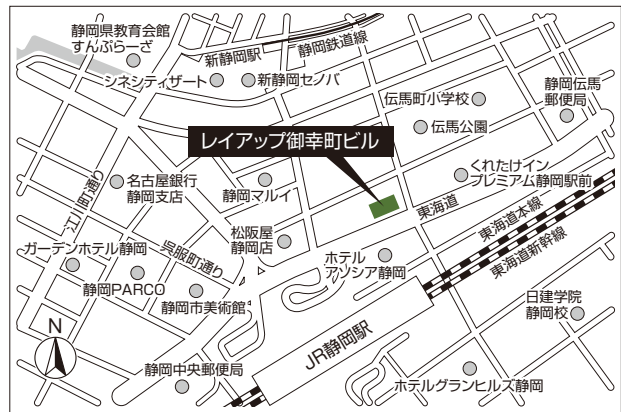 静岡県教育会館
すんぷらーざ
新静岡駅
静岡鉄道線
シネシティザート
新静岡セノバ
伝馬町小学校
静岡伝馬
郵便局
伝馬公園
レイアップ御幸町ビル
くれたけイン
プレミアム静岡駅前
名古屋銀行
静岡支店
静岡マルイ
江川町通り
東海道
東海道本線
東海道新幹線
松阪屋
静岡店
呉服町通り
ガーデンホテル静岡
ホテル
アソシア静岡
静岡PARCO
静岡市美術館
日建学院
静岡校
N
JR静岡駅
静岡中央郵便局
ホテルグランヒルズ静岡